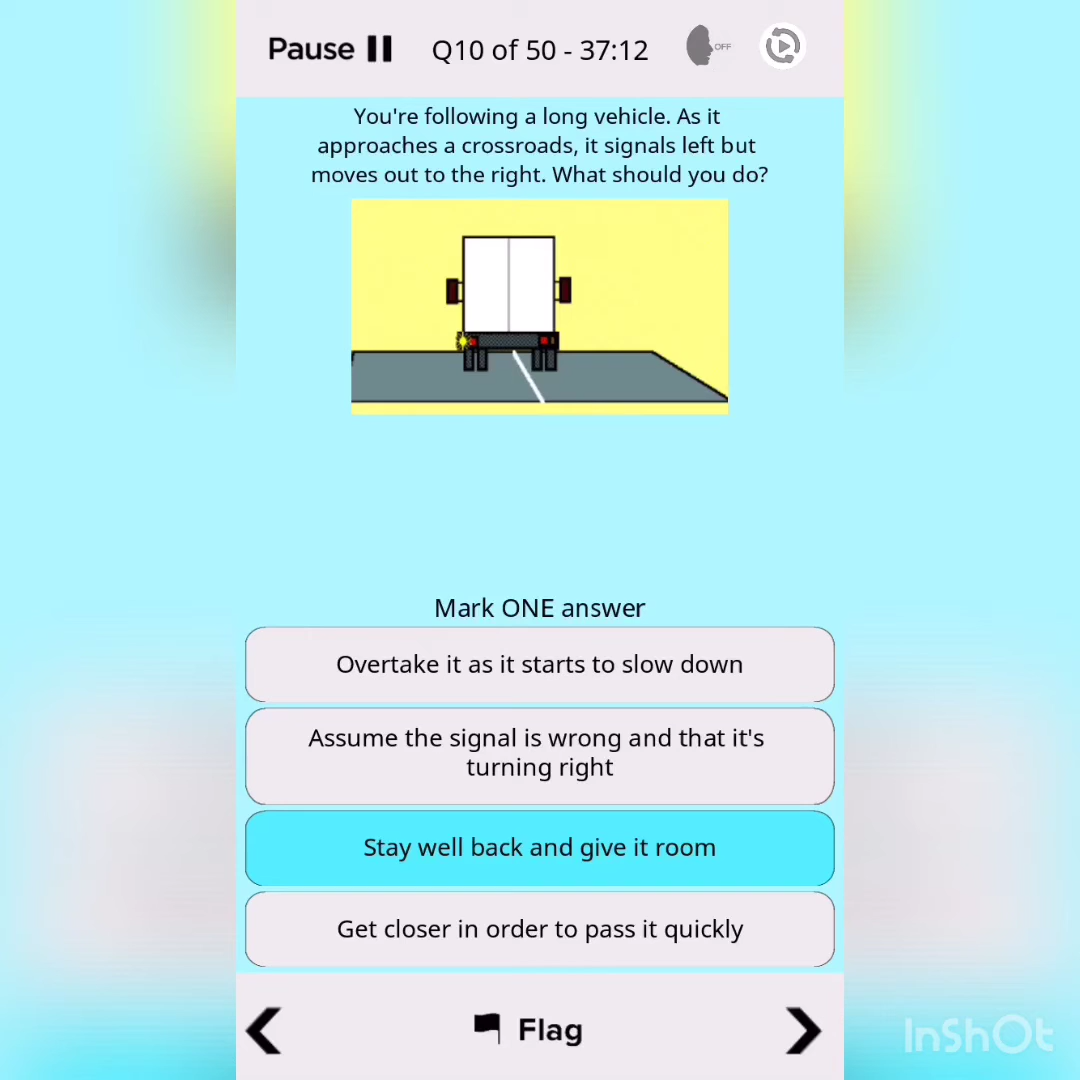 Pause
Q10 of 50 - 37:12
OFF
You're following a long vehicle. As it
approaches a crossroads, it signals left but
moves out to the right. What should you do?
Mark ONE answer
Overtake it as it starts to slow down
Assume the signal is wrong and that it's
turning right
Stay well back and give it room
Get closer in order to pass it quickly
Flag
InShOt